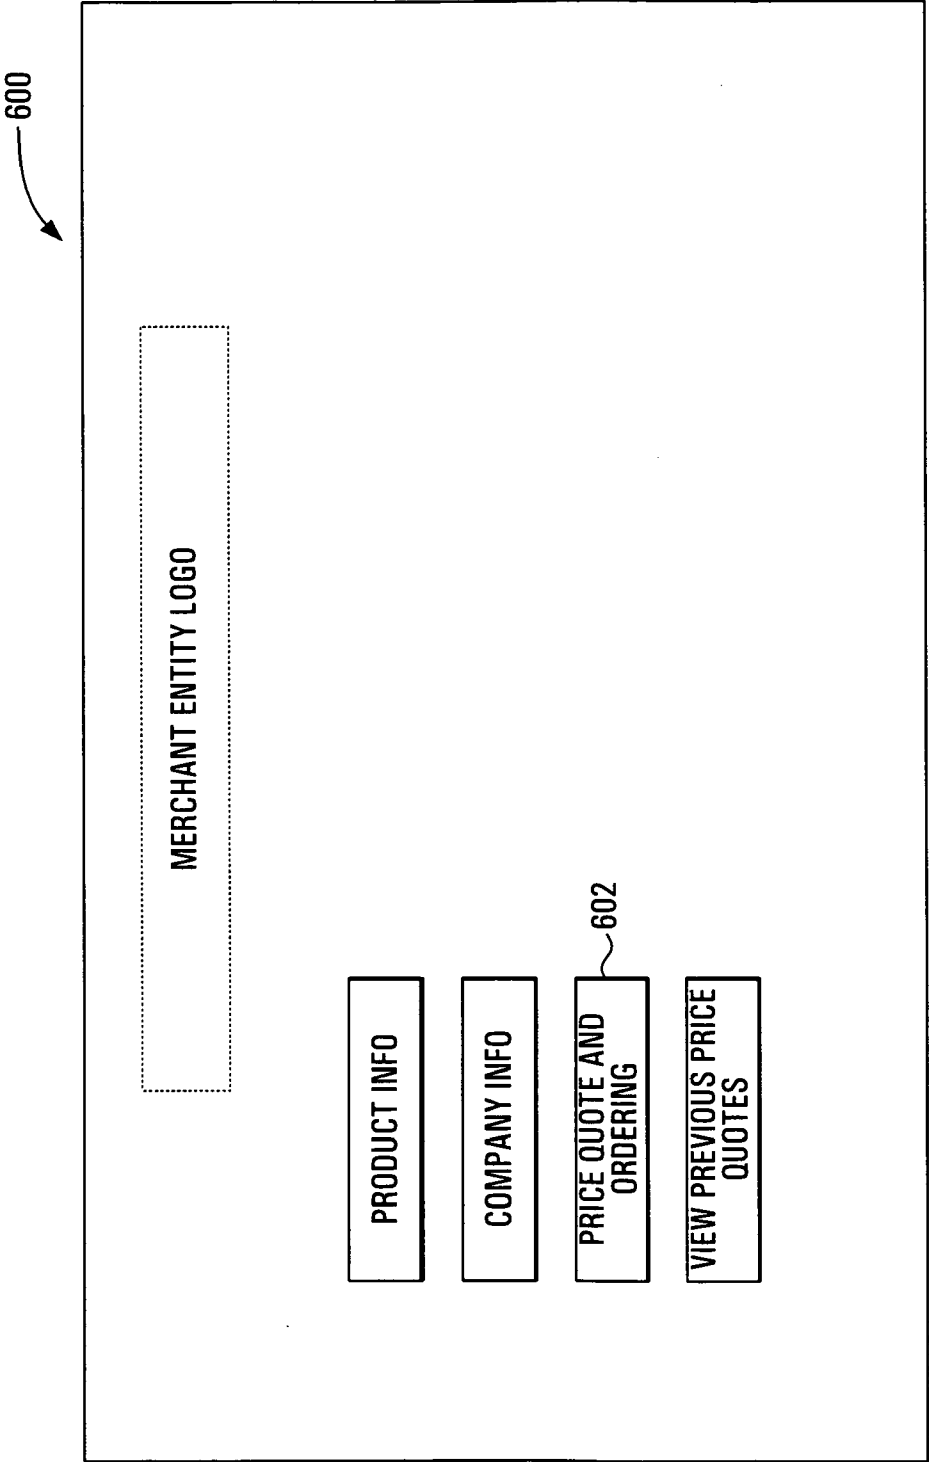 600
MERCHANT ENTITY LOGO
PRODUCT INFO
COMPANY INFO
PRICE QUOTE AND
ORDERING
602
VIEW PREVIOUS PRICE
QUOTES